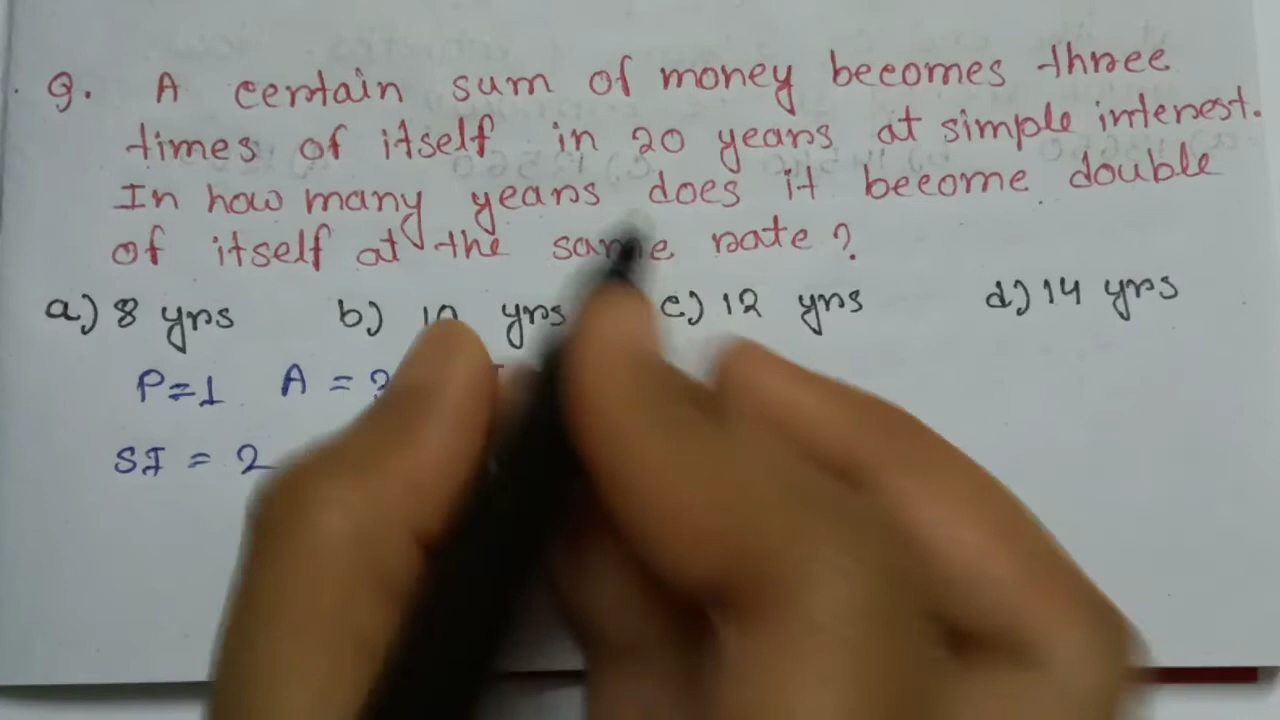 Q. A certain sum of money becomes three
times of itself in 20 years at simple interest.
In how many years does it become double
of itself at the same rate?
a) 8 yrs b) 10 yrs c) 12 yrs d) 14 yrs
P=1 A =
SI = 2